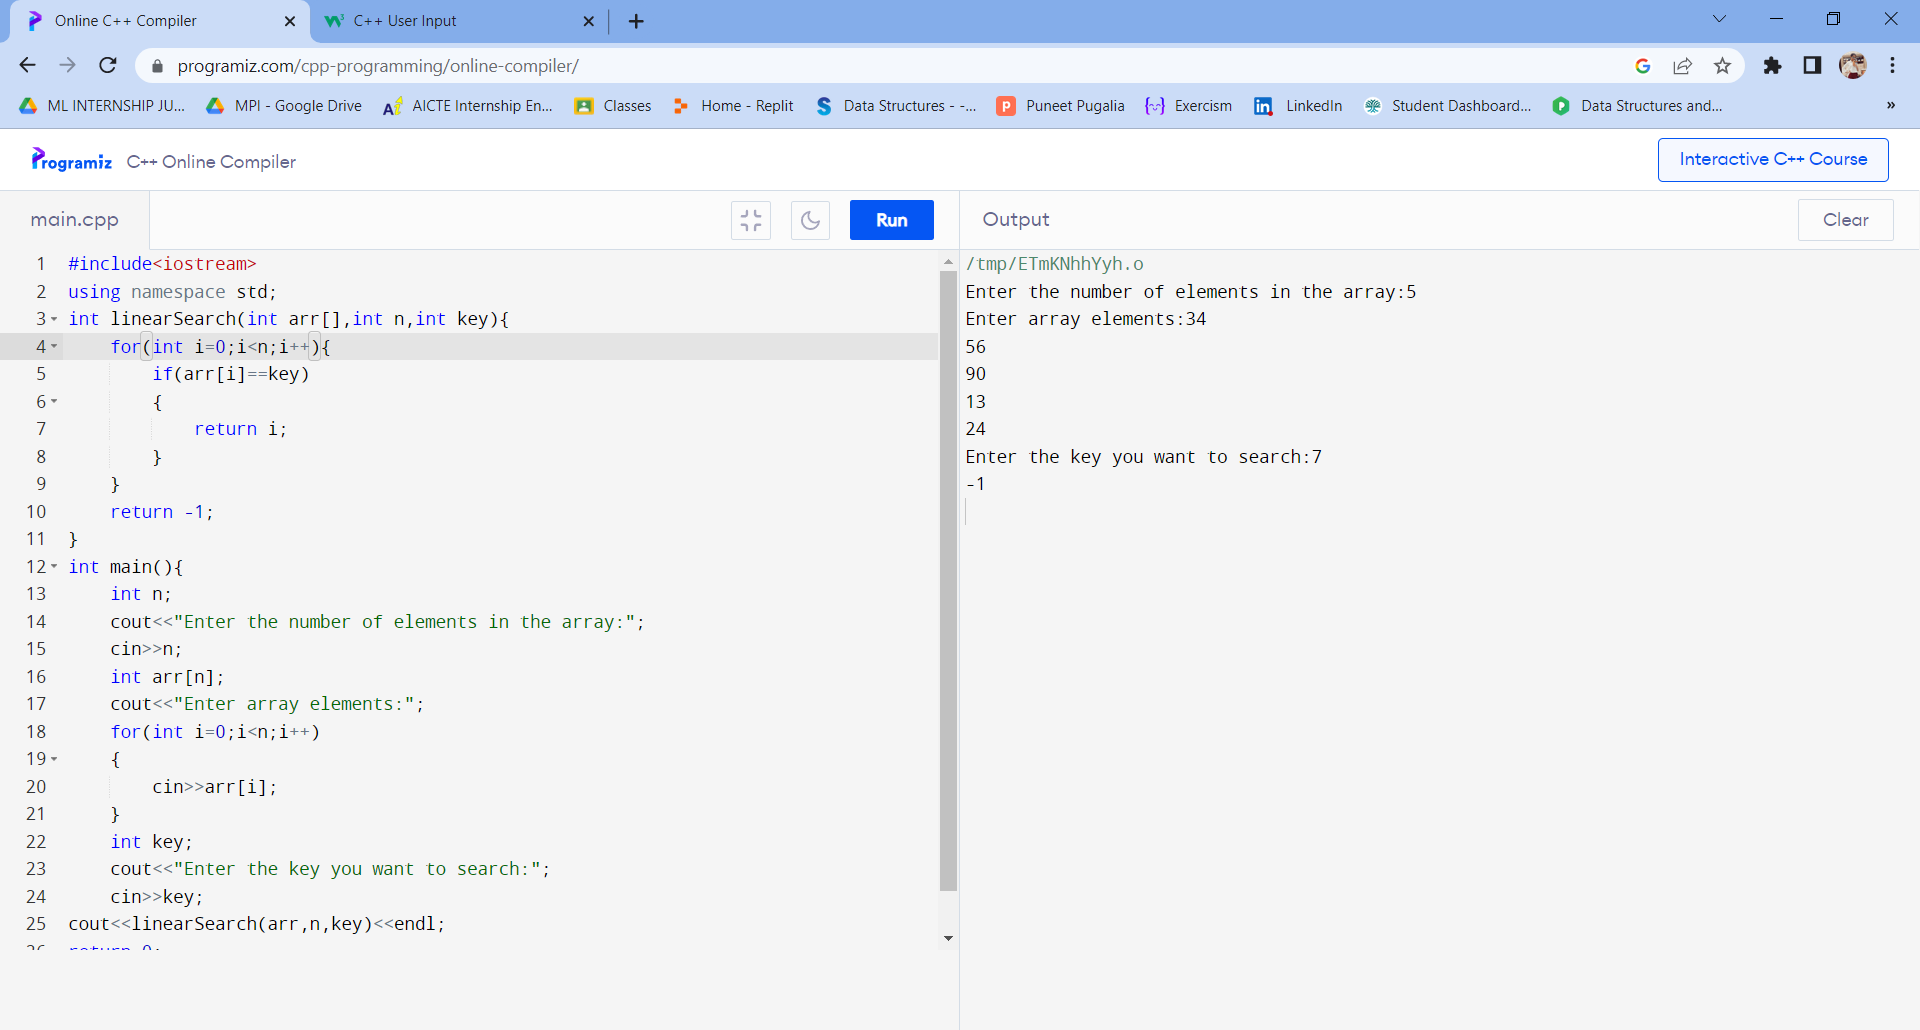 Online C++ Compiler
C++ User Input
programiz.com/cpp-programming/online-compiler/
ML INTERNSHIP JU...
MPI - Google Drive
AICTE Internship En...
Classes
Home - Replit
Data Structures - -...
Puneet Pugalia
Exercism
LinkedIn
Student Dashboard...
Data Structures and...
»
Programiz C++ Online Compiler
Interactive C++ Course
main.cpp
Run
Output
Clear
1 #include<iostream>
2 using namespace std;
3 int linearSearch(int arr[],int n,int key){
4     for(int i=0;i<n;i++){
5         if(arr[i]==key)
6         {
7             return i;
8         }
9     }
10     return -1;
11 }
12 int main(){
13     int n;
14     cout<<"Enter the number of elements in the array:";
15     cin>>n;
16     int arr[n];
17     cout<<"Enter array elements:";
18     for(int i=0;i<n;i++)
19     {
20         cin>>arr[i];
21     }
22     int key;
23     cout<<"Enter the key you want to search:";
24     cin>>key;
25 cout<<linearSearch(arr,n,key)<<endl;
26 return 0;
/tmp/ETmKNhhYyh.o
Enter the number of elements in the array:5
Enter array elements:34
56
90
13
24
Enter the key you want to search:7
-1